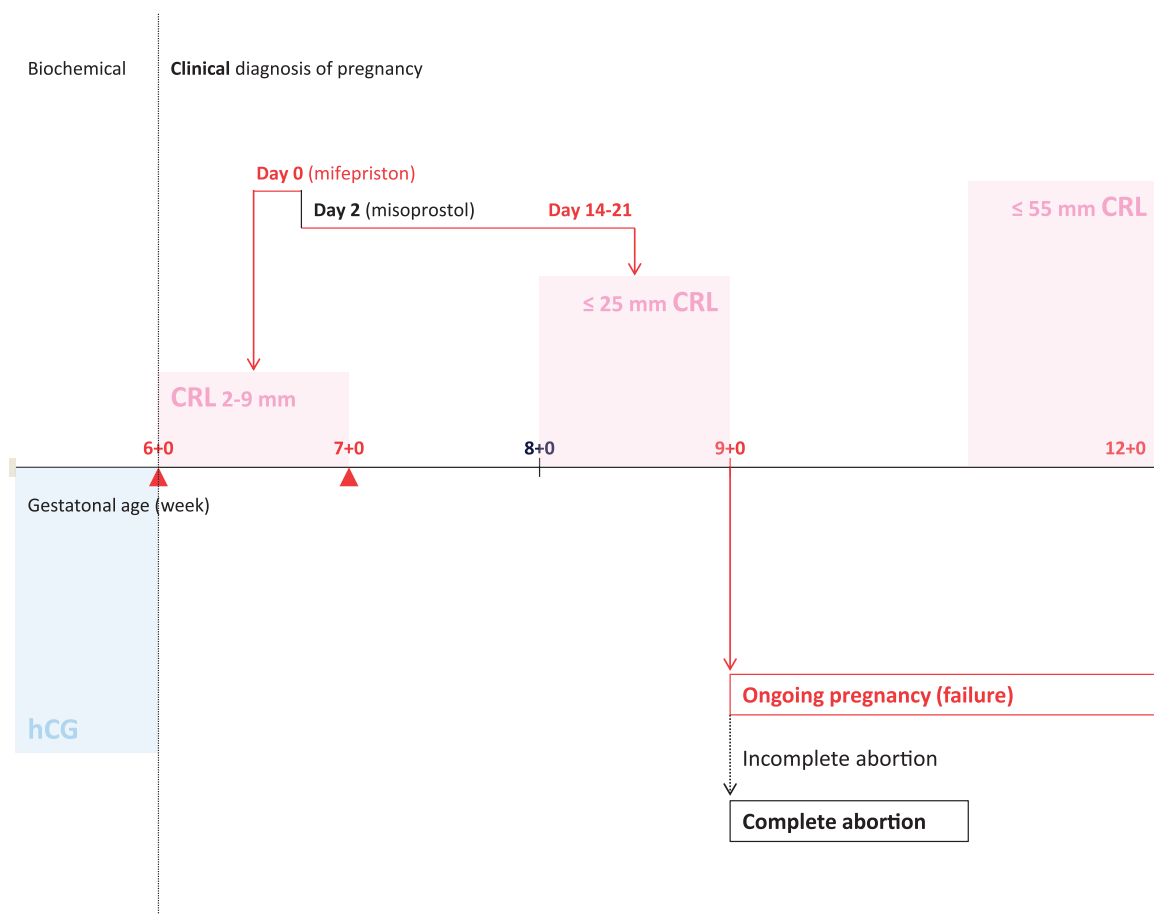 Biochemical
Clinical diagnosis of pregnancy
Day 0 (mifepriston)
Day 2 (misoprostol)
Day 14-21
≤ 55 mm CRL
≤ 25 mm CRL
CRL 2-9 mm
6+0
7+0
8+0
9+0
12+0
Gestatonal age (week)
Ongoing pregnancy (failure)
hCG
Incomplete abortion
Complete abortion